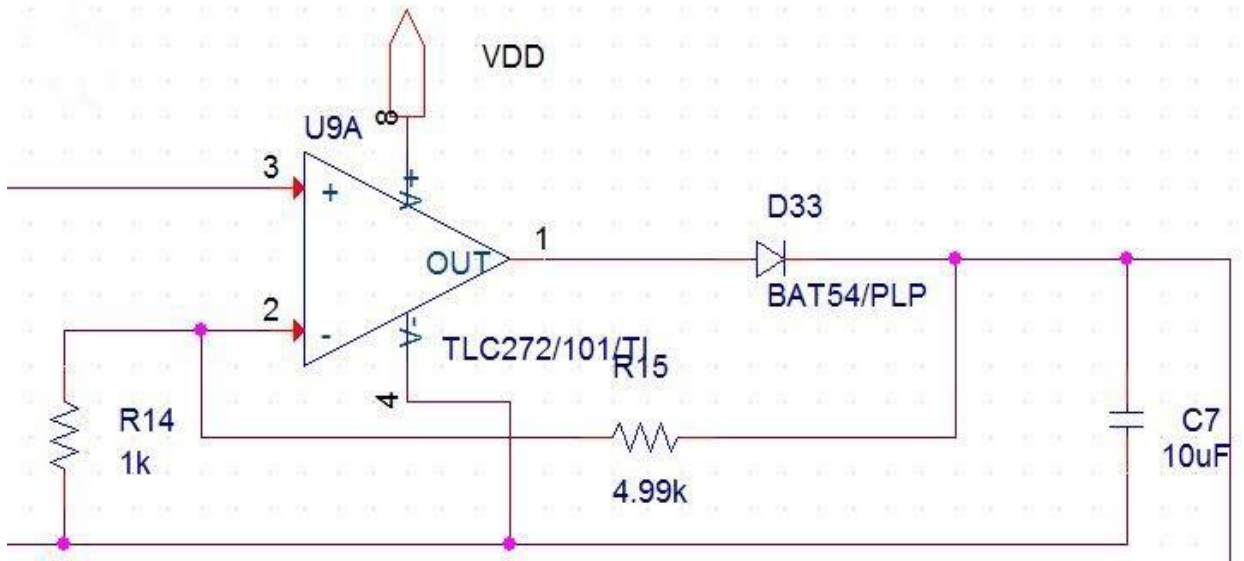 VDD
8
U9A
3
+
V+
D33
1
OUT
BAT54/PLP
2
-
V-
TLC272/101/TI
R15
4
R14
1k
C7
10uF
4.99k